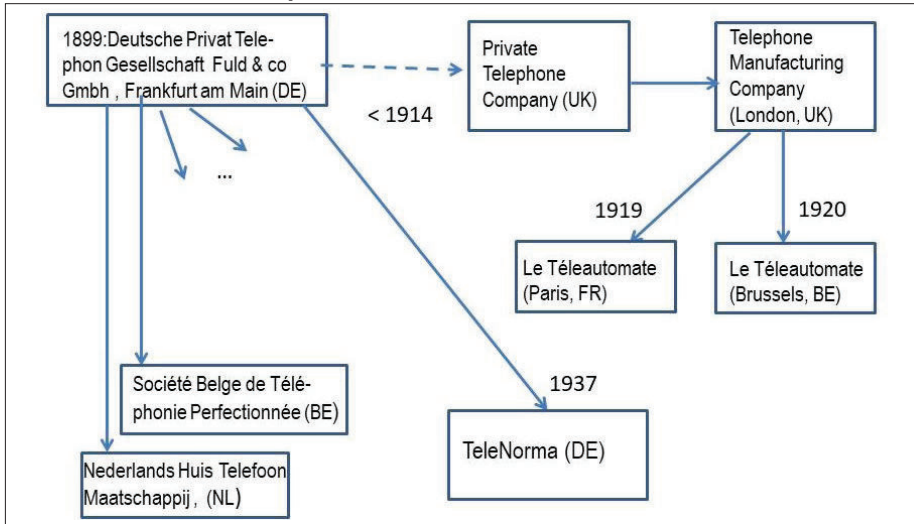 1899:Deutsche Privat Tele-
phon Gesellschaft Fuld & co
Gmbh , Frankfurt am Main (DE)
Private
Telephone
Company (UK)
Telephone
Manufacturing
Company
(London, UK)
< 1914
...
1919
1920
Le Téleautomate
(Paris, FR)
Le Téleautomate
(Brussels, BE)
Société Belge de Télé-
phonie Perfectionnée (BE)
1937
TeleNorma (DE)
Nederlands Huis Telefoon
Maatschappij , (NL)